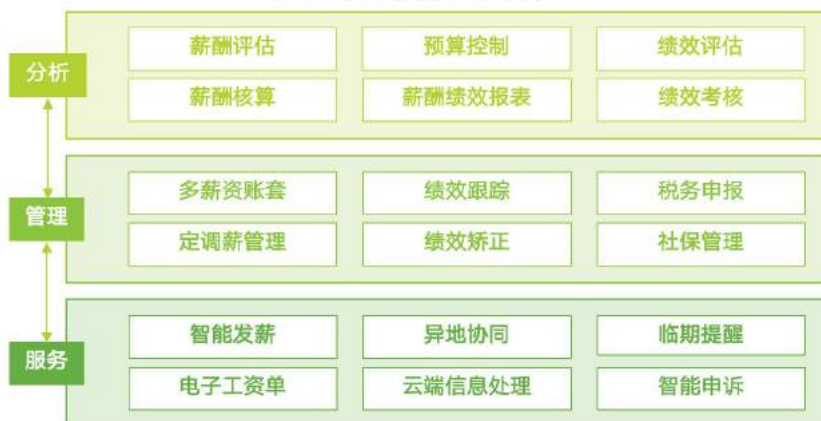 分析
薪酬评估
预算控制
绩效评估
薪酬核算
薪酬绩效报表
绩效考核
管理
多薪资账套
绩效跟踪
税务申报
定调薪管理
绩效矫正
社保管理
服务
智能发薪
异地协同
临期提醒
电子工资单
云端信息处理
智能申诉